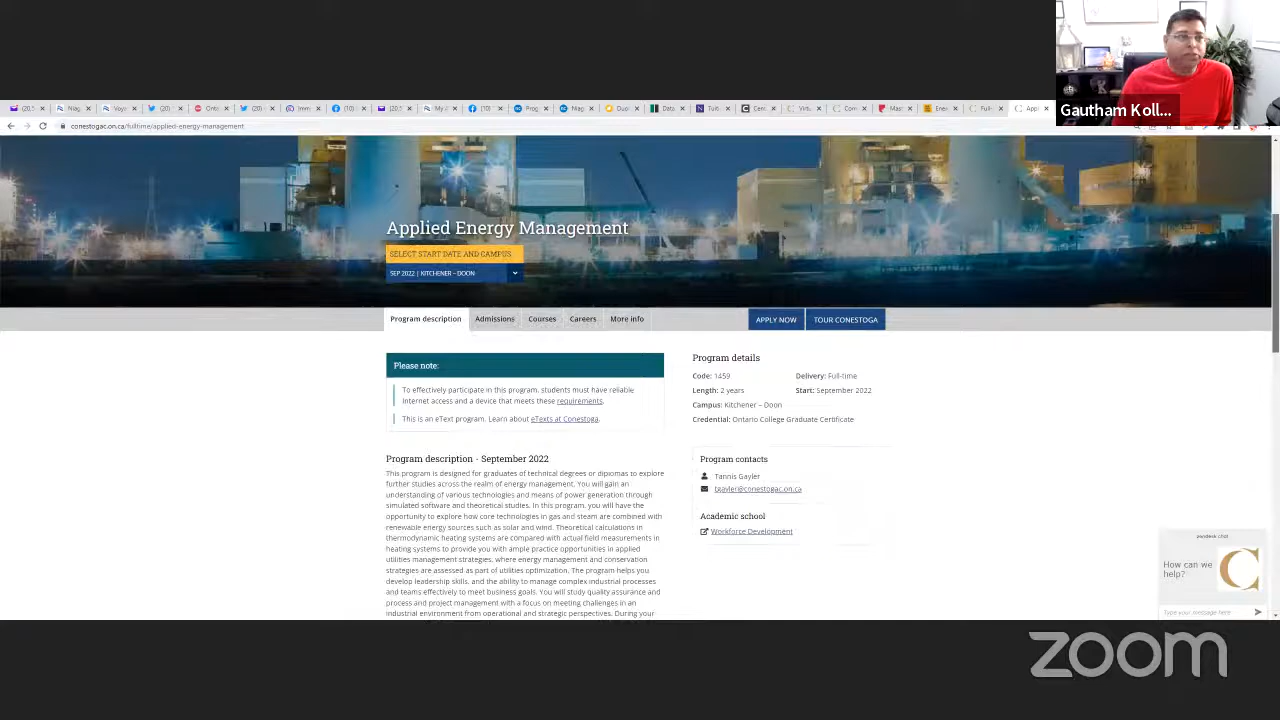 Gautham Koll...
conestogac.on.ca/fulltime/applied-energy-management
Applied Energy Management
SELECT START DATE AND CAMPUS
SEP 2022 | KITCHENER – DOON
Program description
Admissions
Courses
Careers
More info
APPLY NOW
TOUR CONESTOGA
Please note:
To effectively participate in this program, students must have reliable
Internet access and a device that meets these requirements.
This is an eText program. Learn about eTexts at Conestoga.
Program description - September 2022
This program is designed for graduates of technical degrees or diplomas to explore
further studies across the realm of energy management. You will gain an
understanding of various technologies and means of power generation through
simulated software and theoretical studies. In this program, you will have the
opportunity to explore how core technologies in gas and steam are combined with
renewable energy sources such as solar and wind. Theoretical calculations in
thermodynamic heating systems are compared with actual field measurements in
heating systems to provide you with ample practice opportunities in applied
utilities management strategies, where energy management and conservation
strategies are assessed as part of utilities optimization. The program helps you
develop leadership skills, and the ability to manage complex industrial processes
and teams effectively to meet business goals. You will study quality assurance and
process and project management with a focus on meeting challenges in an
industrial environment from operational and strategic perspectives. During your
Program details
Code: 1459
Delivery: Full-time
Length: 2 years
Start: September 2022
Campus: Kitchener – Doon
Credential: Ontario College Graduate Certificate
Program contacts
Tannis Gayler
tgayler@conestogac.on.ca
Academic school
Workforce Development
How can we
help?
Type your message here
zoom